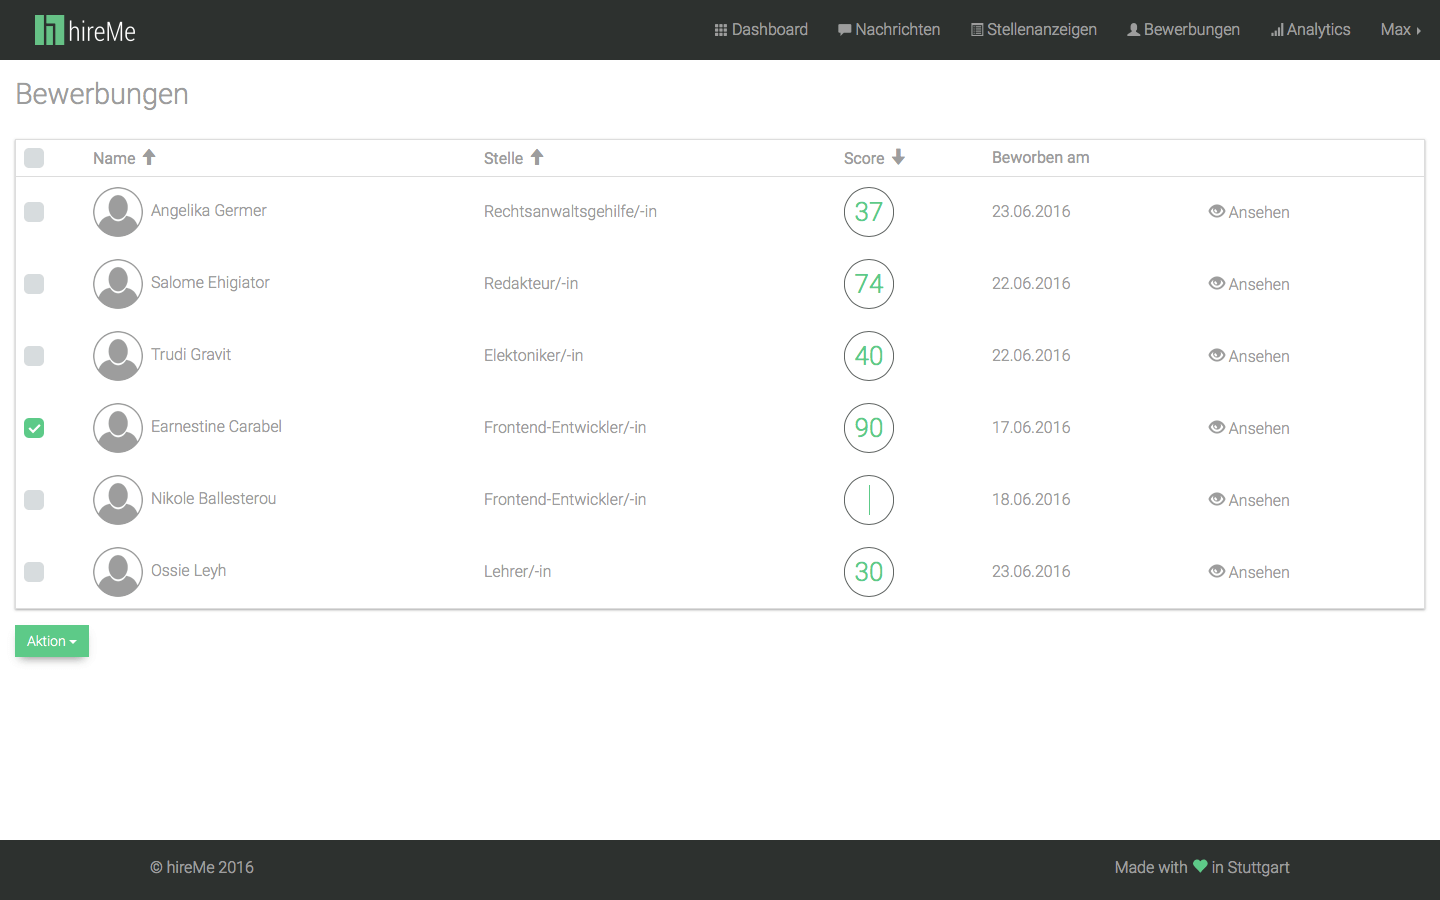 hireMe Dashboard Nachrichten Stellenanzeigen Bewerbungen Analytics Max
Bewerbungen
Name Stelle Score Beworben am
Angelika Germer Rechtsanwaltsgehilfe/-in 37 23.06.2016 Ansehen
Salome Ehigiator Redakteur/-in 74 22.06.2016 Ansehen
Trudi Gravit Elektoniker/-in 40 22.06.2016 Ansehen
Earnestine Carabel Frontend-Entwickler/-in 90 17.06.2016 Ansehen
Nikole Ballesterou Frontend-Entwickler/-in 18.06.2016 Ansehen
Ossie Leyh Lehrer/-in 30 23.06.2016 Ansehen
Aktion
© hireMe 2016 Made with ♥ in Stuttgart